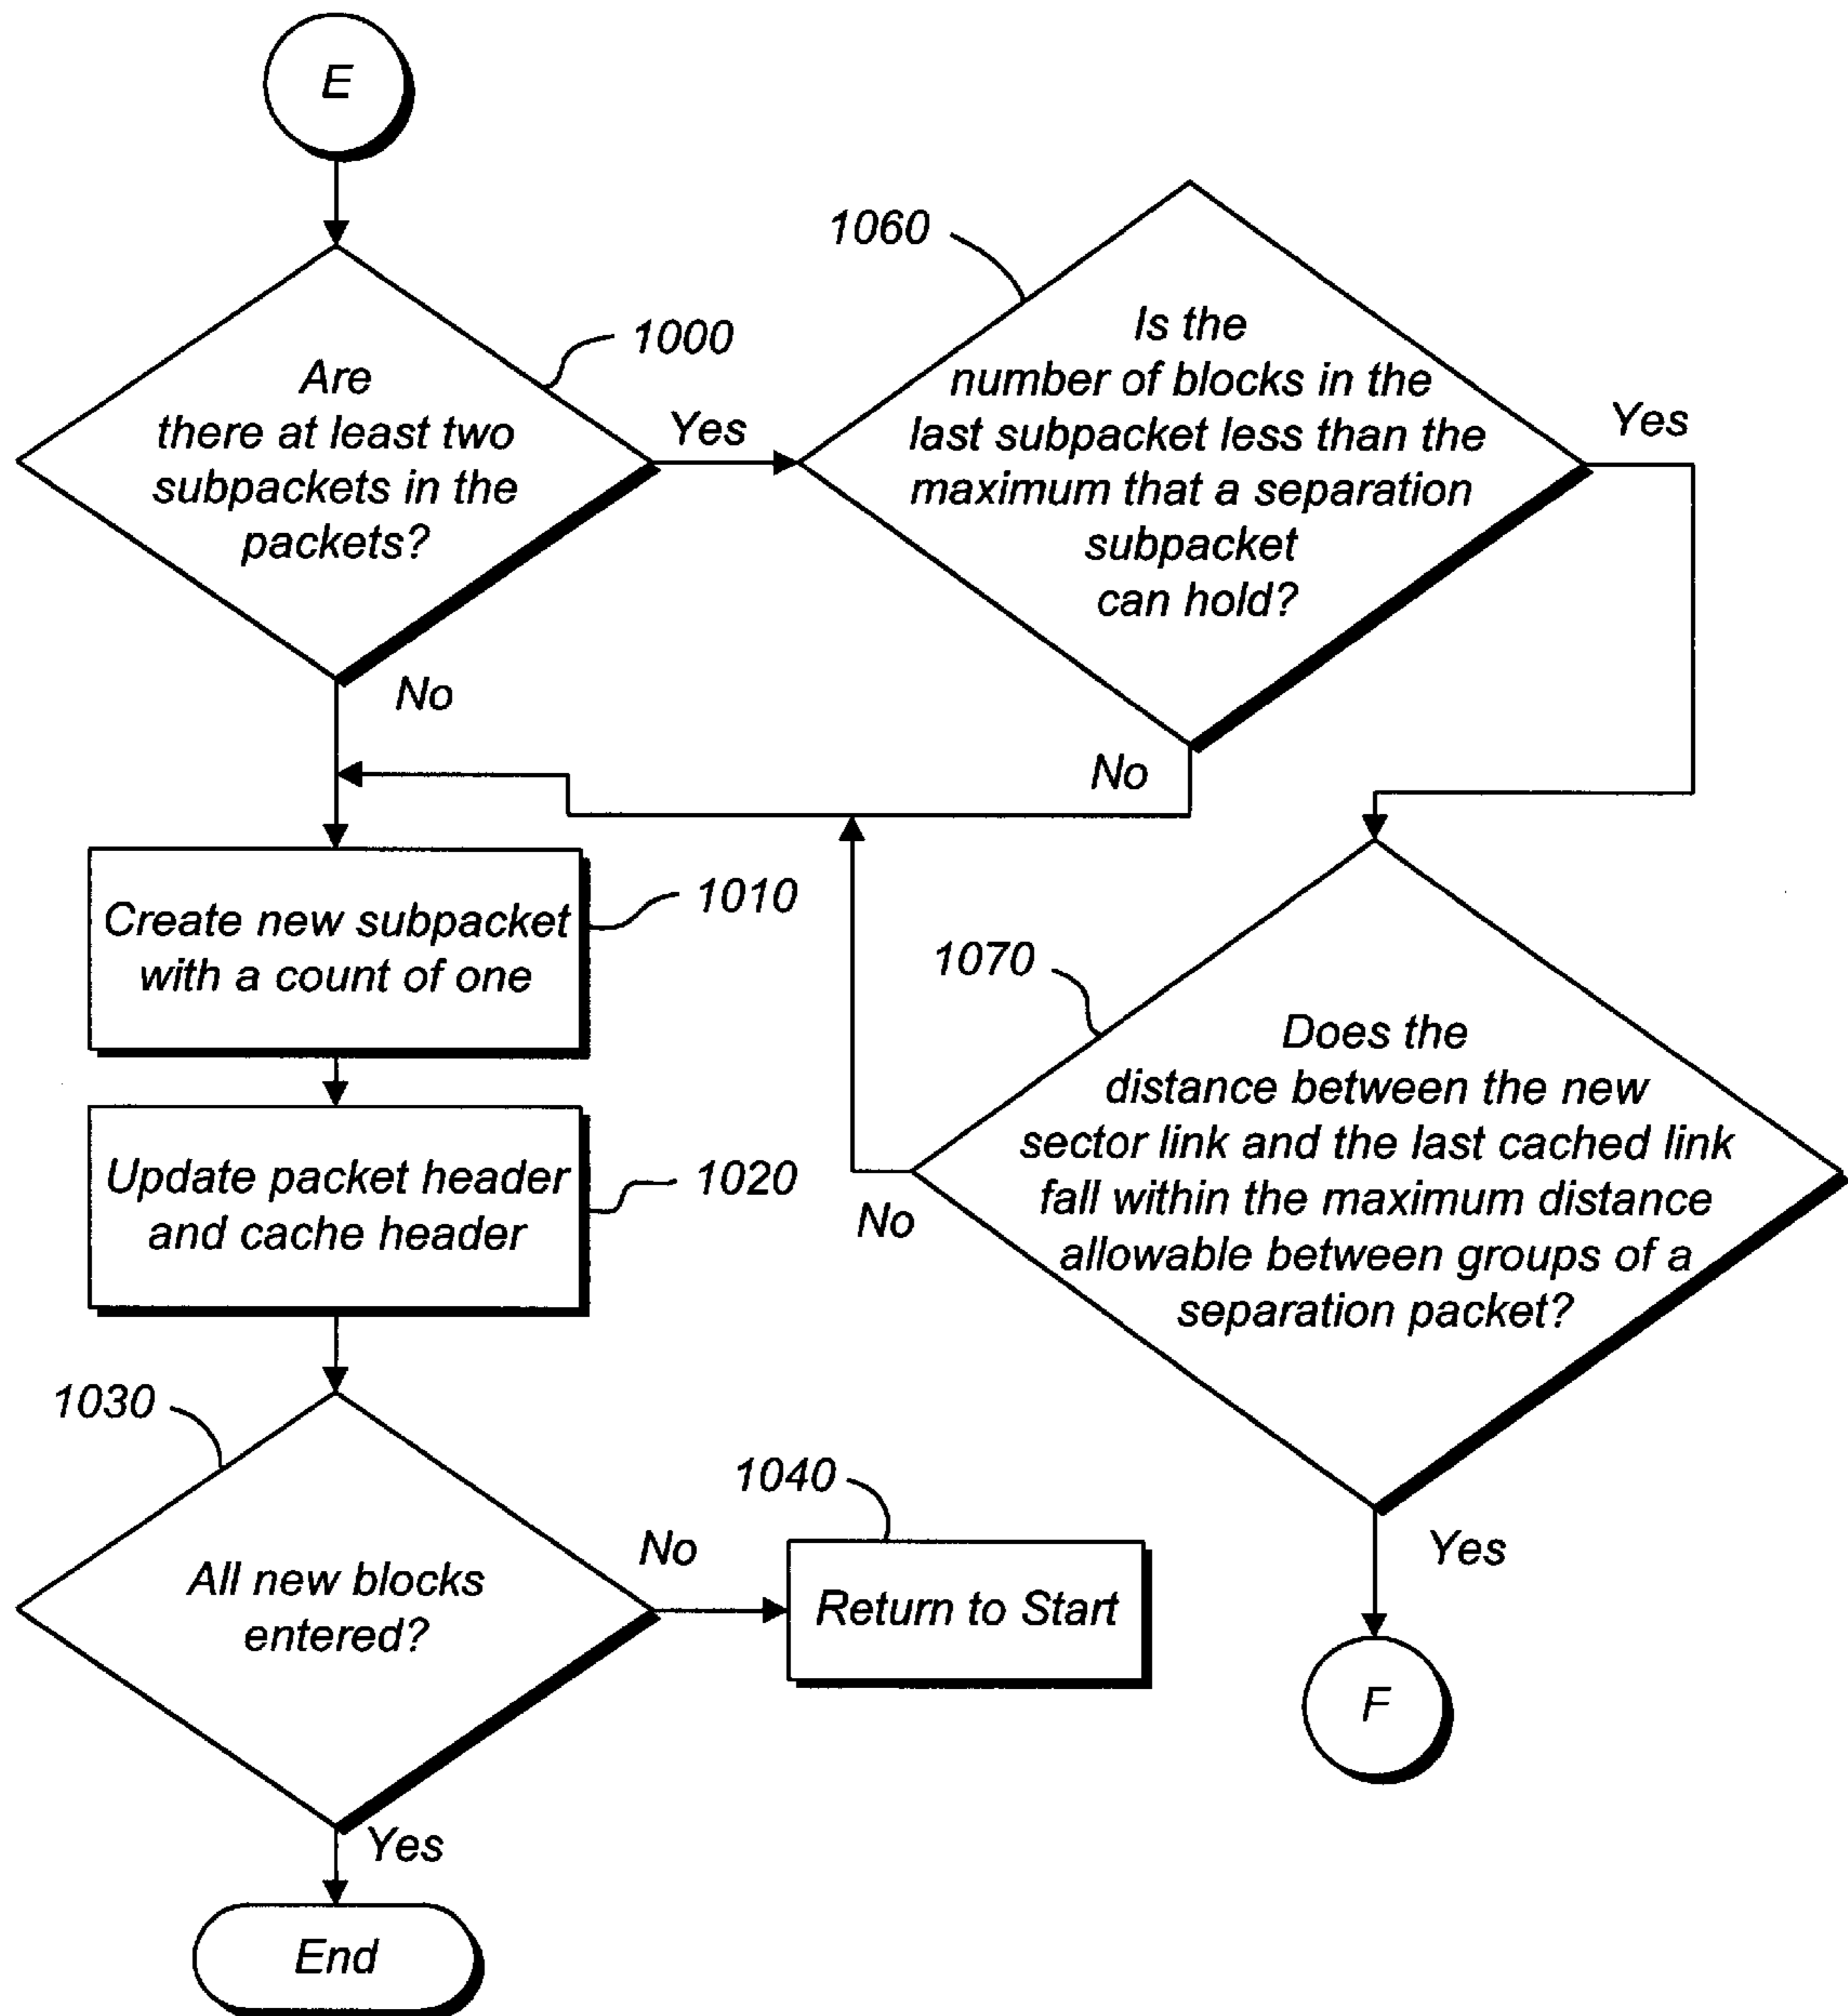 E
1000
Are
there at least two
subpackets in the
packets?
Yes
No
1060
Is the
number of blocks in the
last subpacket less than the
maximum that a separation
subpacket
can hold?
Yes
No
Create new subpacket
with a count of one
1010
Update packet header
and cache header
1020
1070
Does the
distance between the new
sector link and the last cached link
fall within the maximum distance
allowable between groups of a
separation packet?
No
Yes
F
1030
All new blocks
entered?
No
1040
Return to Start
Yes
End